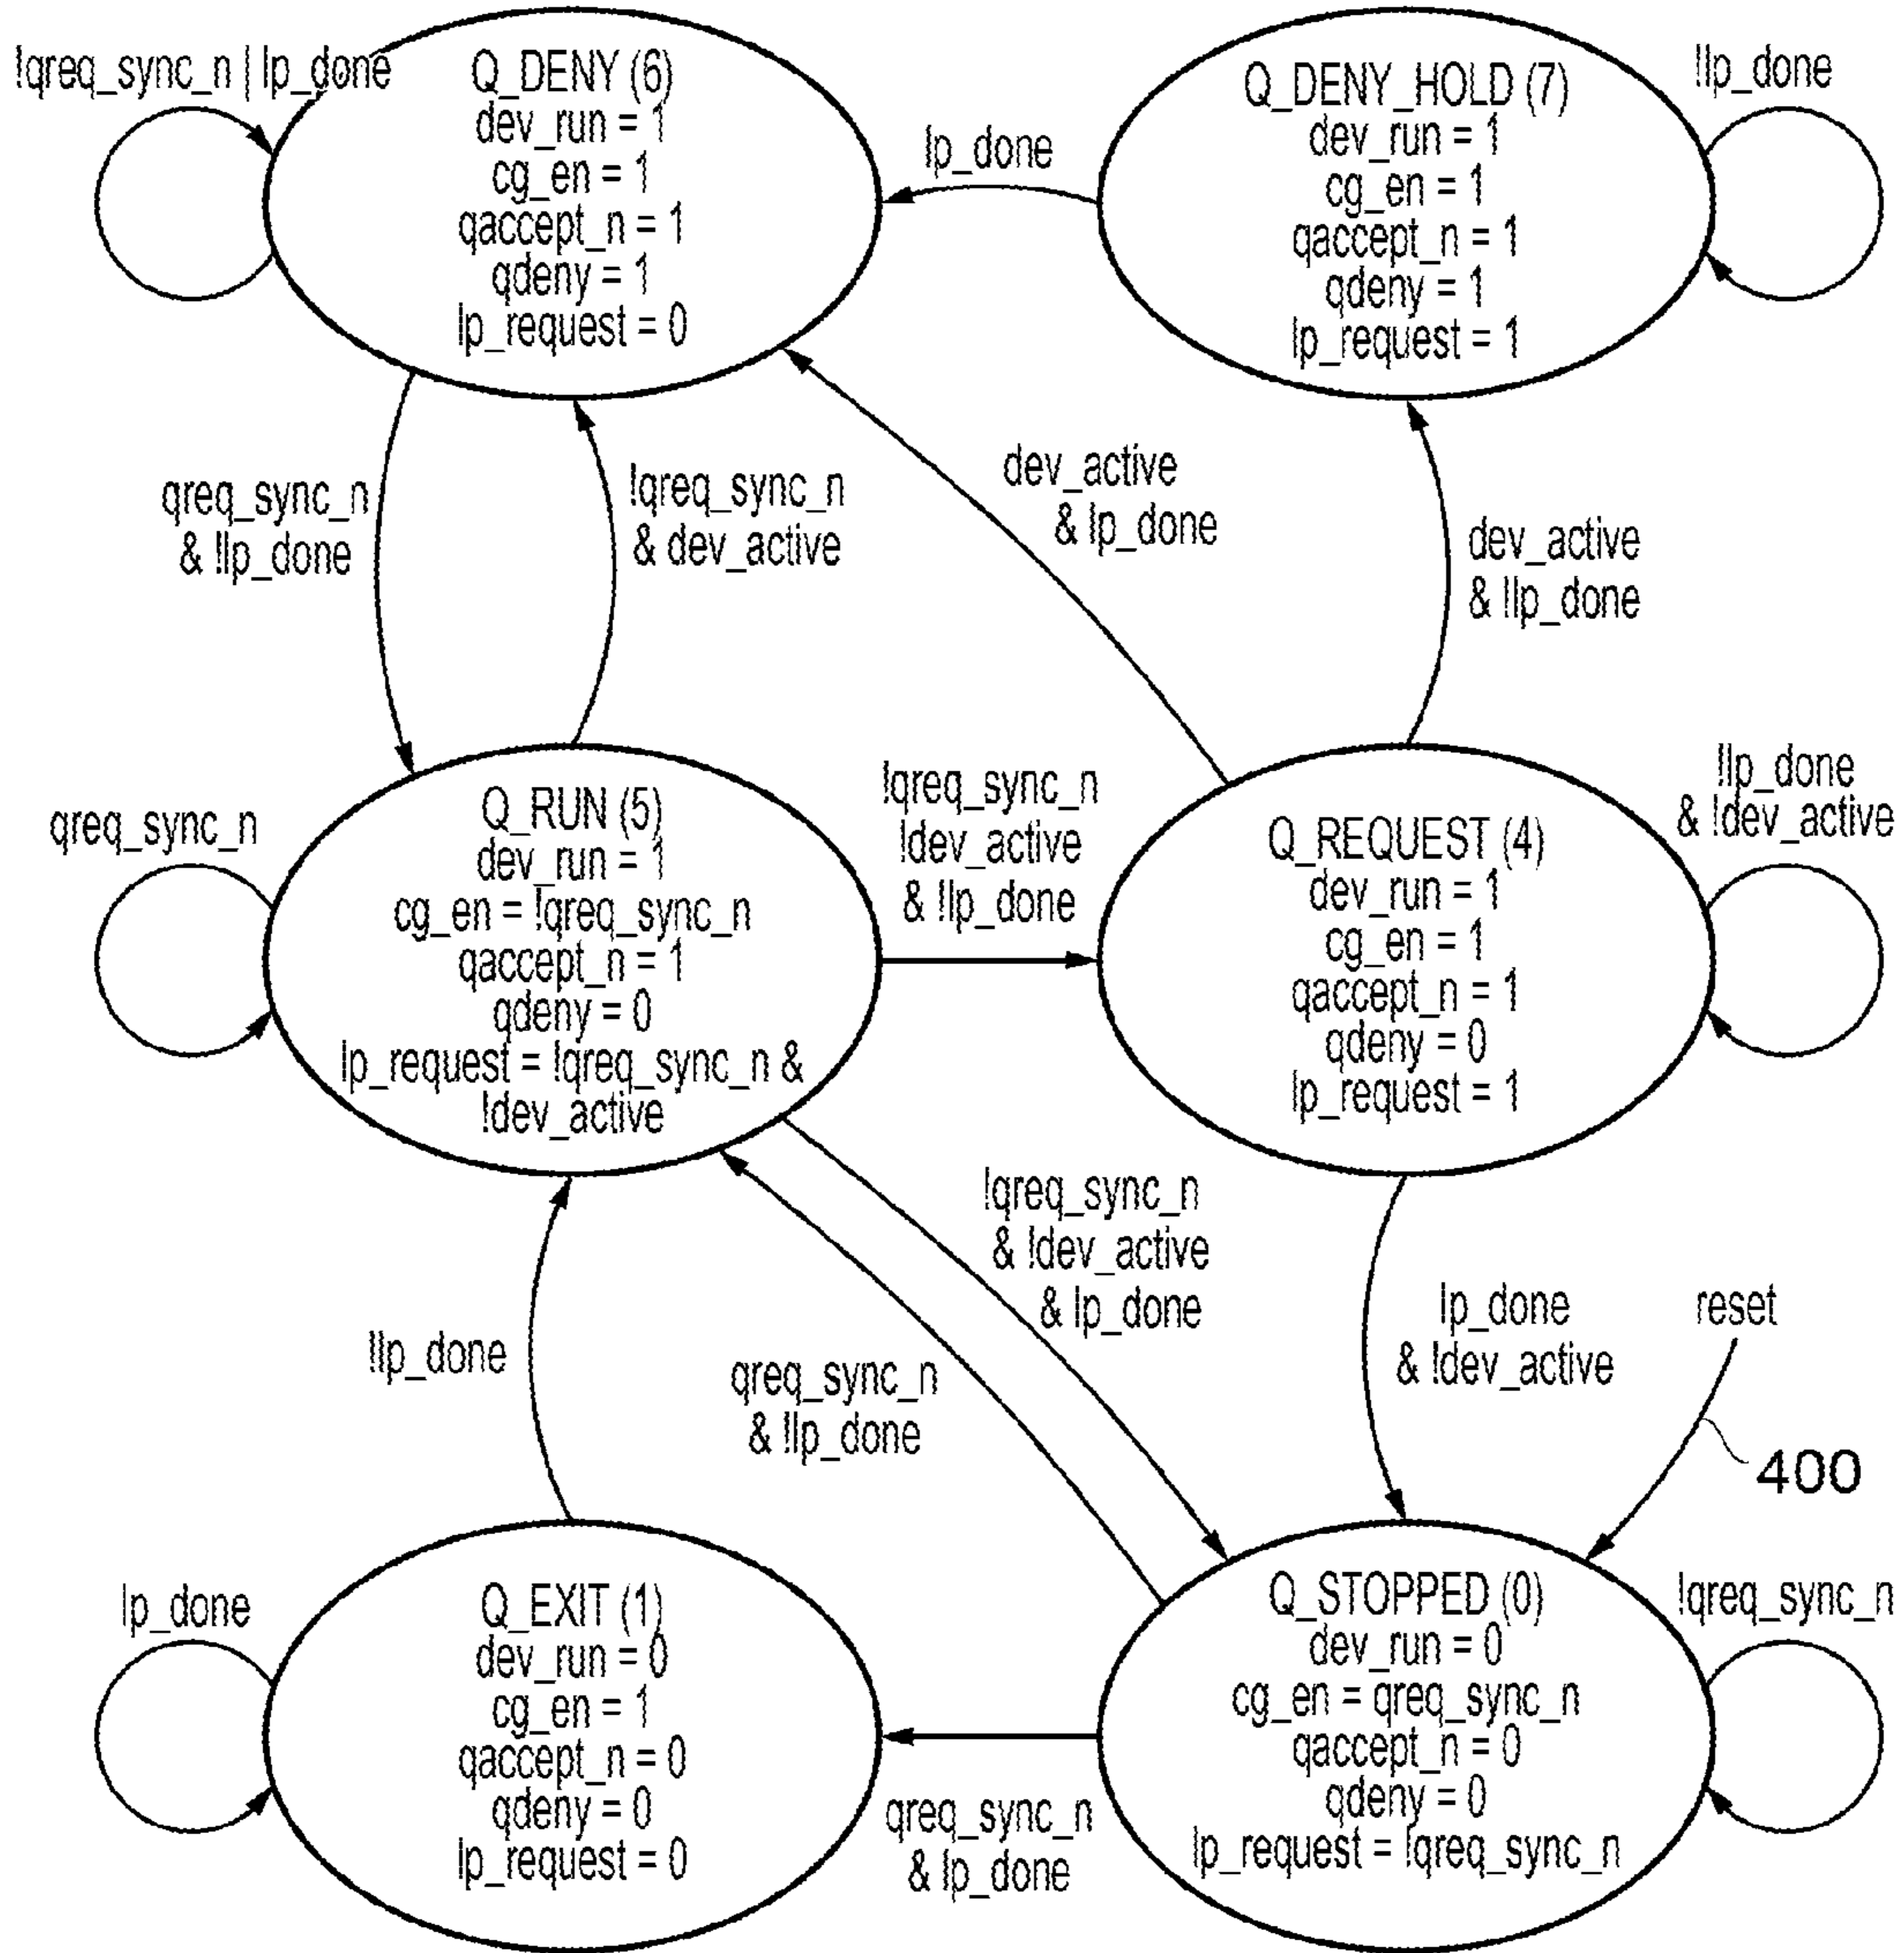 !qreq_sync_n | lp_done
Q_DENY (6)
dev_run = 1
cg_en = 1
qaccept_n = 1
qdeny = 1
lp_request = 0
lp_done
Q_DENY_HOLD (7)
dev_run = 1
cg_en = 1
qaccept_n = 1
qdeny = 1
lp_request = 1
!lp_done
qreq_sync_n
& !lp_done
!qreq_sync_n
& dev_active
dev_active
& lp_done
dev_active
& !lp_done
qreq_sync_n
Q_RUN (5)
dev_run = 1
cg_en = !qreq_sync_n
qaccept_n = 1
qdeny = 0
lp_request = !qreq_sync_n &
!dev_active
!qreq_sync_n
!dev_active
& !lp_done
Q_REQUEST (4)
dev_run = 1
cg_en = 1
qaccept_n = 1
qdeny = 0
lp_request = 1
!lp_done
& !dev_active
!lp_done
qreq_sync_n
& !lp_done
!qreq_sync_n
& !dev_active
& lp_done
lp_done
& !dev_active
reset
400
lp_done
Q_EXIT (1)
dev_run = 0
cg_en = 1
qaccept_n = 0
qdeny = 0
lp_request = 0
qreq_sync_n
& lp_done
Q_STOPPED (0)
dev_run = 0
cg_en = qreq_sync_n
qaccept_n = 0
qdeny = 0
lp_request = !qreq_sync_n
!qreq_sync_n